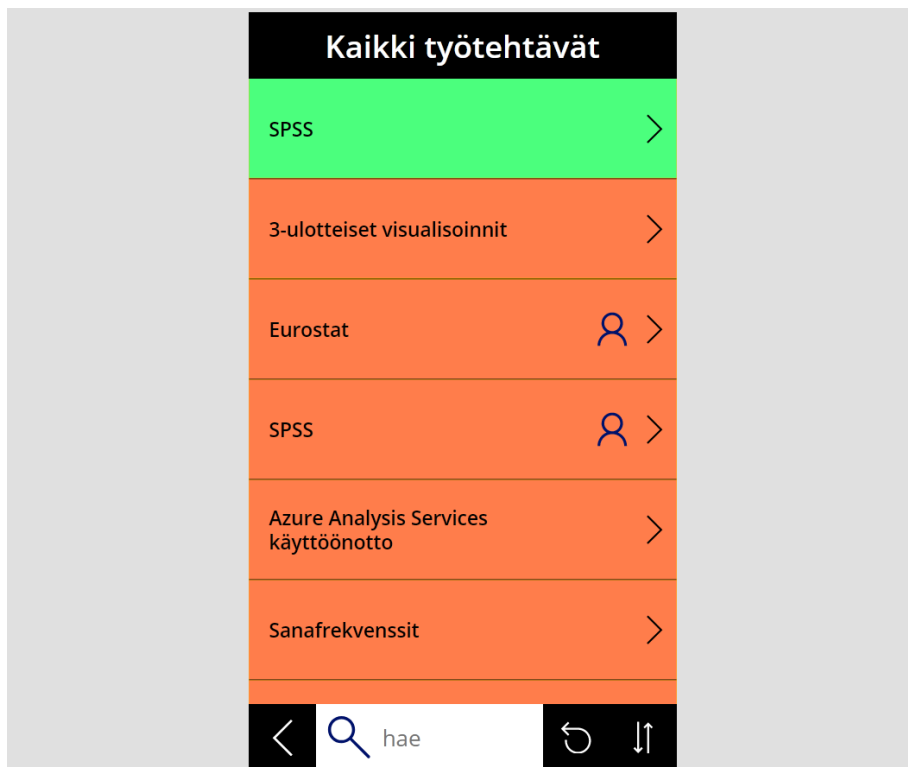 Kaikki työtehtävät
SPSS
3-ulotteiset visualisoinnit
Eurostat
SPSS
Azure Analysis Services
käyttöönotto
Sanafrekvenssit
hae